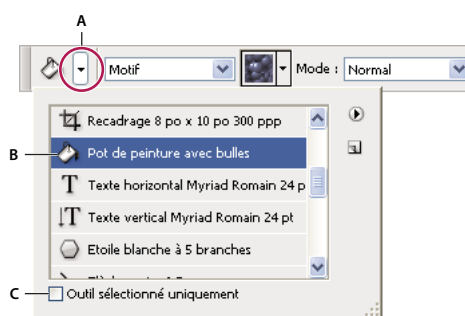 A
Motif
Mode :
Normal
Recadrage 8 po x 10 po 300 ppp
B
Pot de peinture avec bulles
Texte horizontal Myriad Romain 24 p
Texte vertical Myriad Romain 24 pt
Etoile blanche à 5 branches
C
Outil sélectionné uniquement